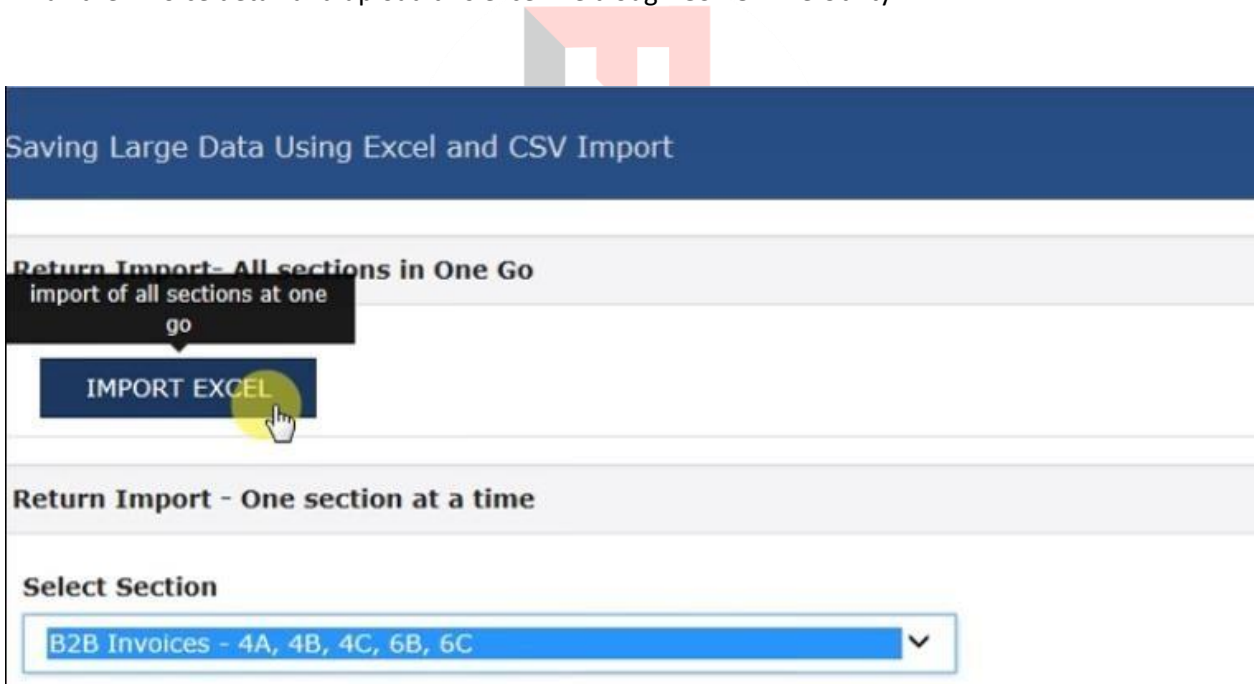 Saving Large Data Using Excel and CSV Import
Return Import- All sections in One Go
import of all sections at one
go
IMPORT EXCEL
Return Import - One section at a time
Select Section
B2B Invoices - 4A, 4B, 4C, 6B, 6C